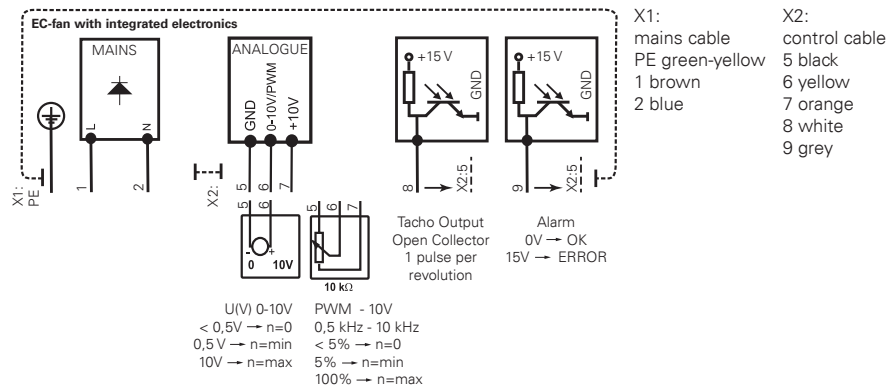 EC-fan with integrated electronics
MAINS
L
N
X1:
PE
1
2
ANALOGUE
GND
0-10V/PWM
+10V
X2:
5
6
7
5
6
- +
0 10V
5
6
7
10 kΩ
+15 V
GND
8
X2:5
+15 V
GND
9
X2:5
Tacho Output
Open Collector
1 pulse per
revolution
Alarm
0V → OK
15V → ERROR
U(V) 0-10V
< 0,5V → n=0
0,5 V → n=min
10V → n=max
PWM - 10V
0,5 kHz - 10 kHz
< 5% → n=0
5% → n=min
100% → n=max
X1:
mains cable
PE green-yellow
1 brown
2 blue
X2:
control cable
5 black
6 yellow
7 orange
8 white
9 grey